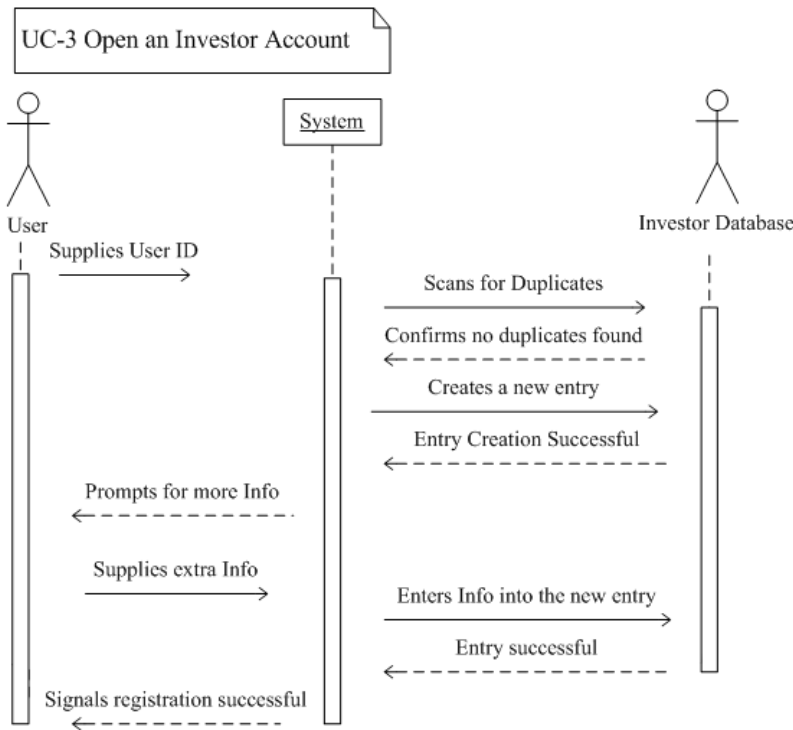 UC-3 Open an Investor Account
System
User
Investor Database
Supplies User ID
Scans for Duplicates
Confirms no duplicates found
Creates a new entry
Entry Creation Successful
Prompts for more Info
Supplies extra Info
Enters Info into the new entry
Entry successful
Signals registration successful